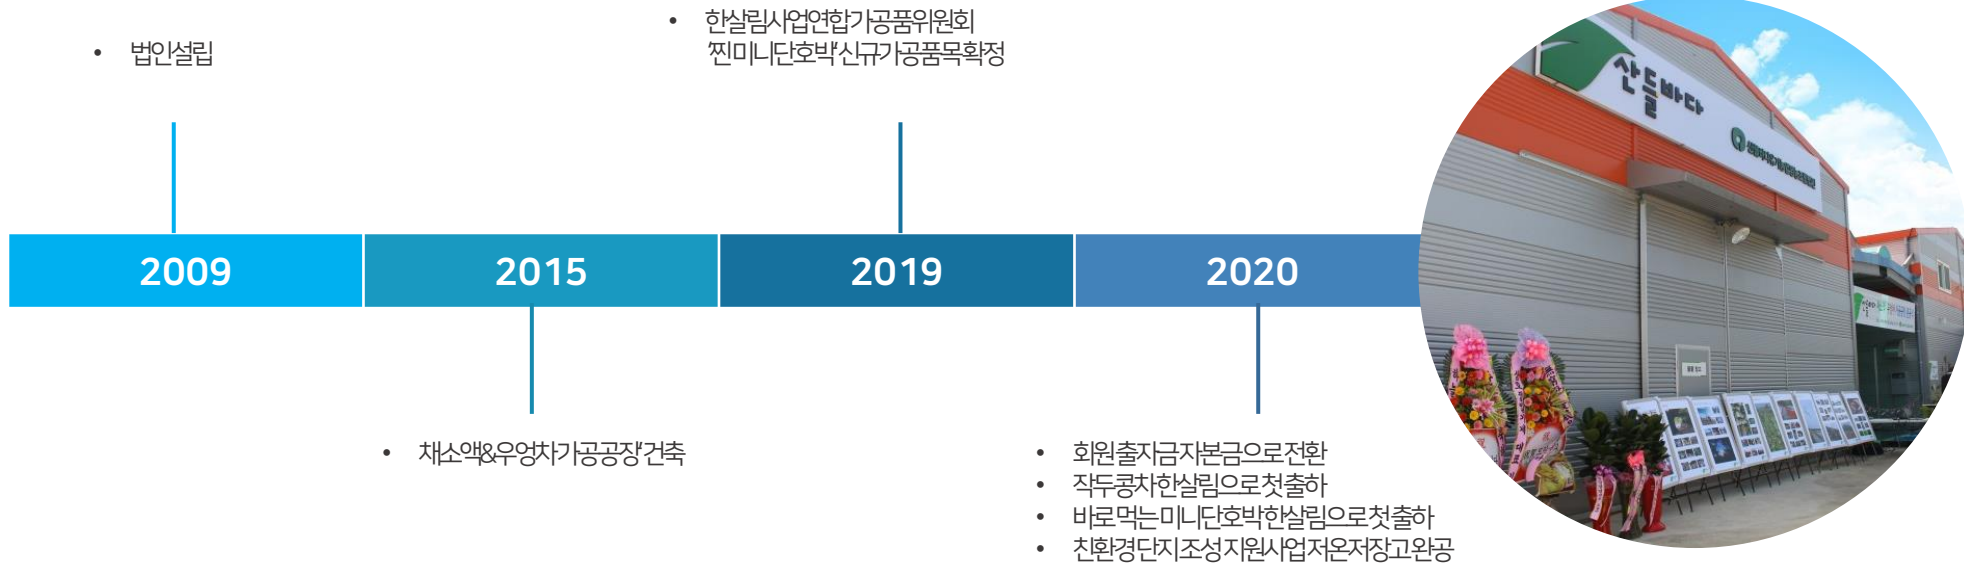 • 법인설립
• 한살림사업연합가공품위원회
'찐미니단호박'신규가공품목확정
2009
2015
2019
2020
• 채소액&우엉차가공공장'건축
• 회원출자금자본금으로전환
• 작두콩차한살림으로첫출하
• 바로먹는미니단호박한살림으로첫출하
• 친환경단지조성지원사업저온저장고완공
산들바다